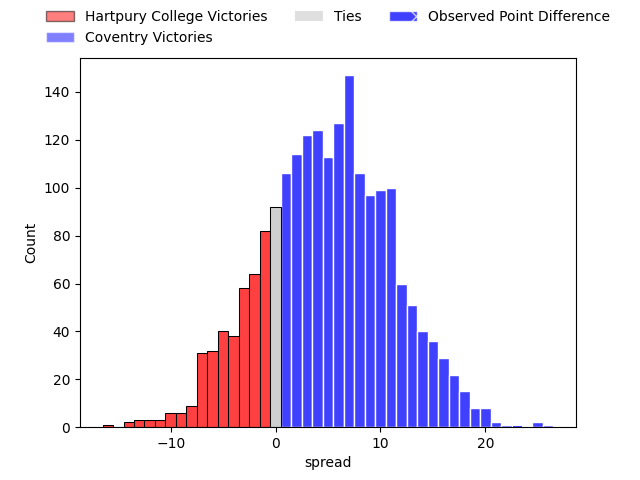 Hartpury College Victories
Ties
Observed Point Difference
Coventry Victories
140
120
100
80
60
40
20
0
Count
−10
0
10
20
spread